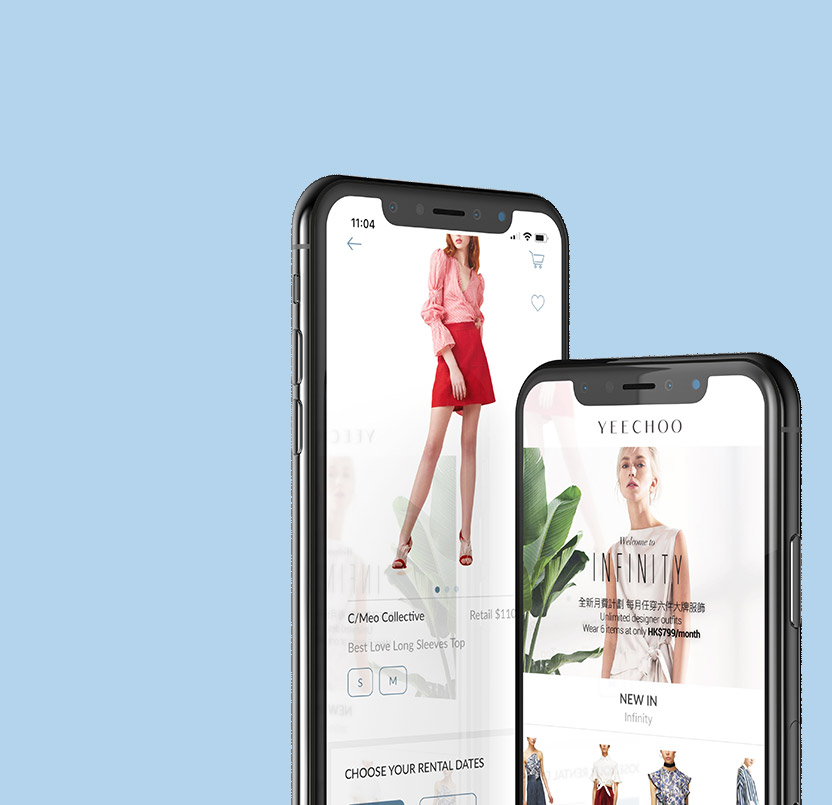 11:04
C/Meo Collective
Retail $110
Best Love Long Sleeves Top
S
M
CHOOSE YOUR RENTAL DATES
YEECHOO
Welcome to
INFINITY
全新月費計劃 每月任穿六件大牌服飾
Unlimited designer outfits
Wear 6 items at only HK$799/month
NEW IN
Infinity